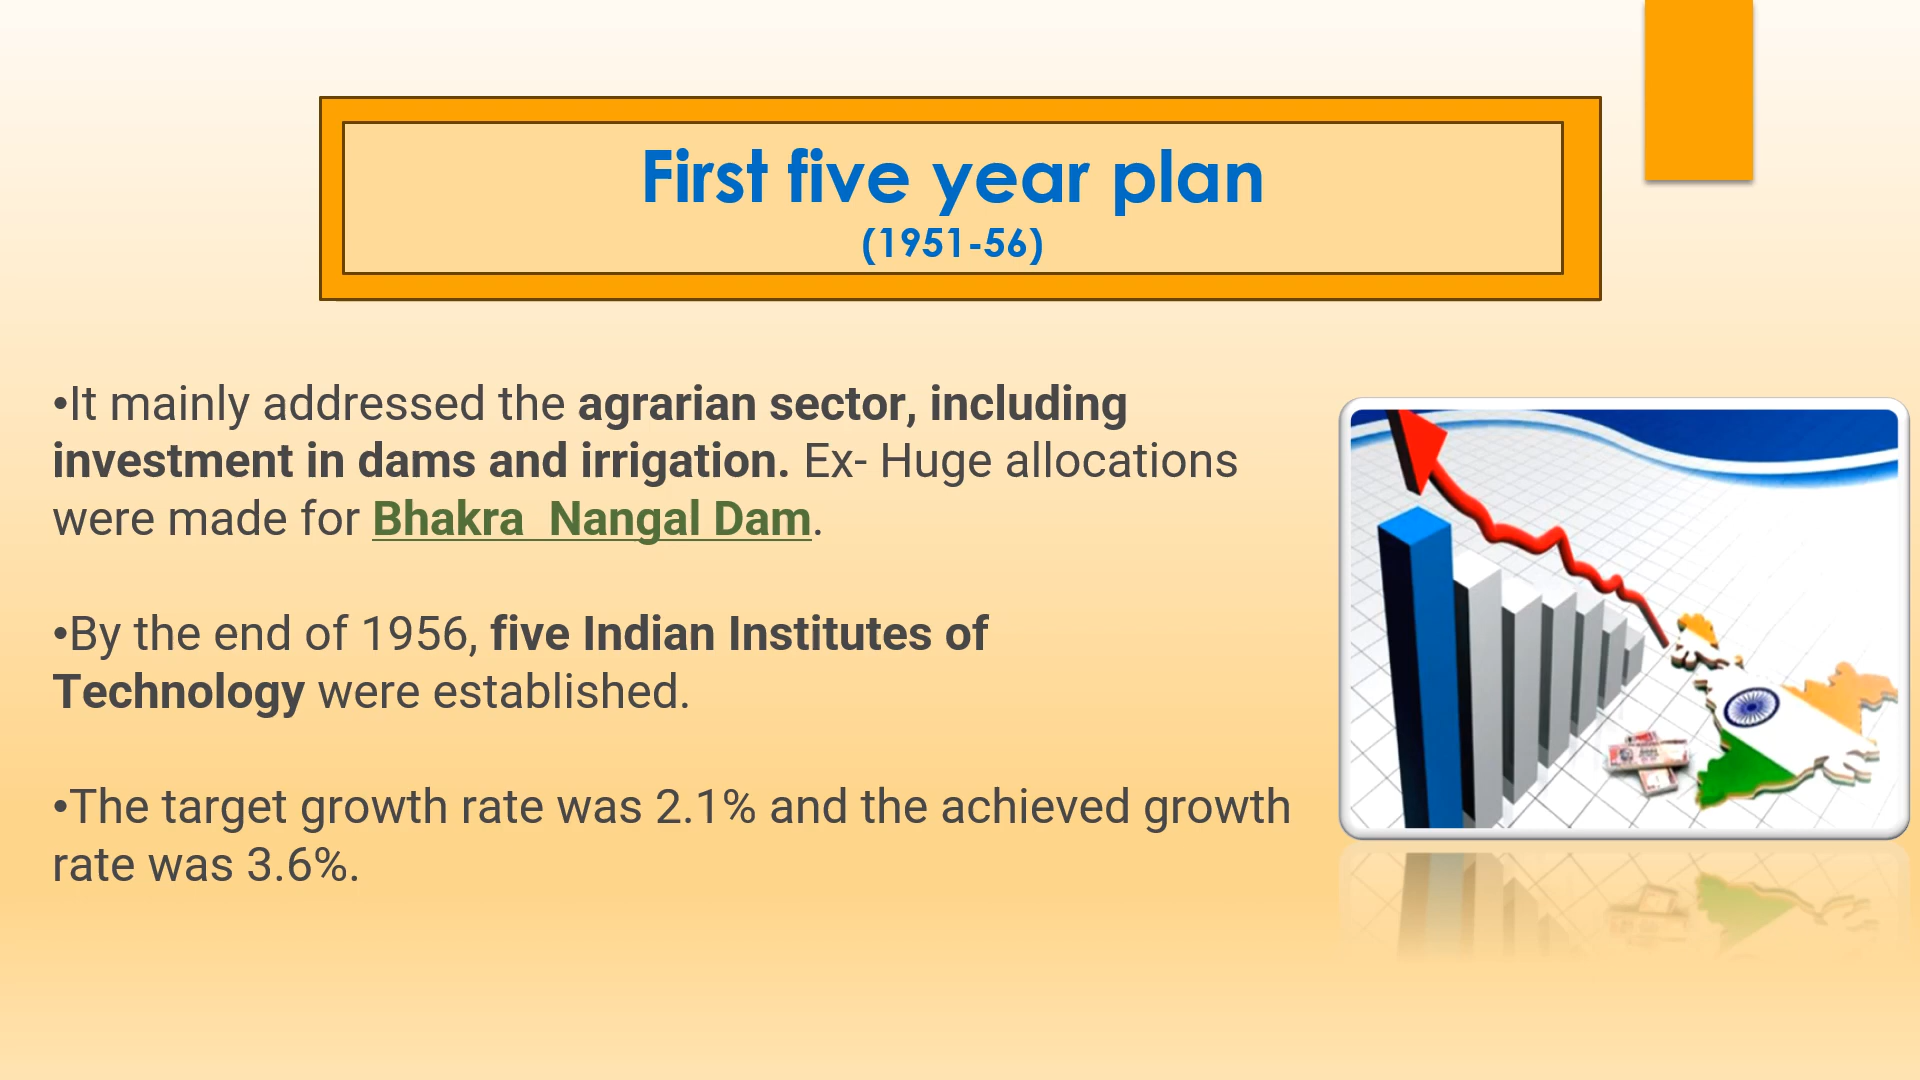 First five year plan
(1951-56)
•It mainly addressed the agrarian sector, including
investment in dams and irrigation. Ex- Huge allocations
were made for Bhakra  Nangal Dam.
•By the end of 1956, five Indian Institutes of
Technology were established.
•The target growth rate was 2.1% and the achieved growth
rate was 3.6%.